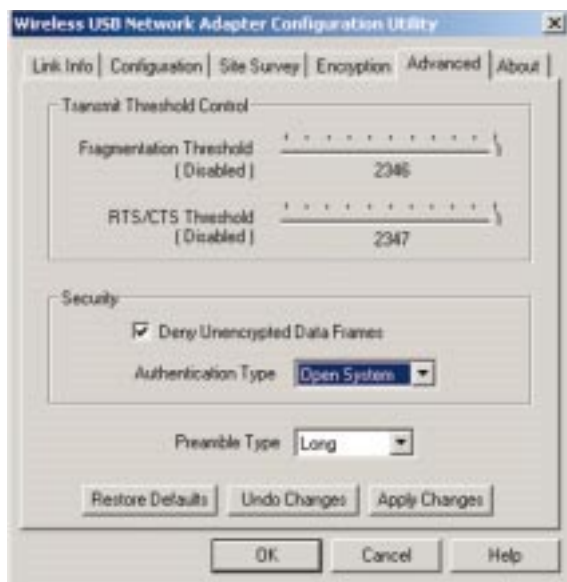 Wireless USB Network Adapter Configuration Utility
Link Info Configuration Site Survey Encryption Advanced About
Transmit Threshold Control
Fragmentation Threshold
( Disabled )
2346
RTS/CTS Threshold
( Disabled )
2347
Security
Deny Unencrypted Data Frames
Authentication Type Open System
Preamble Type Long
Restore Defaults Undo Changes Apply Changes
OK Cancel Help